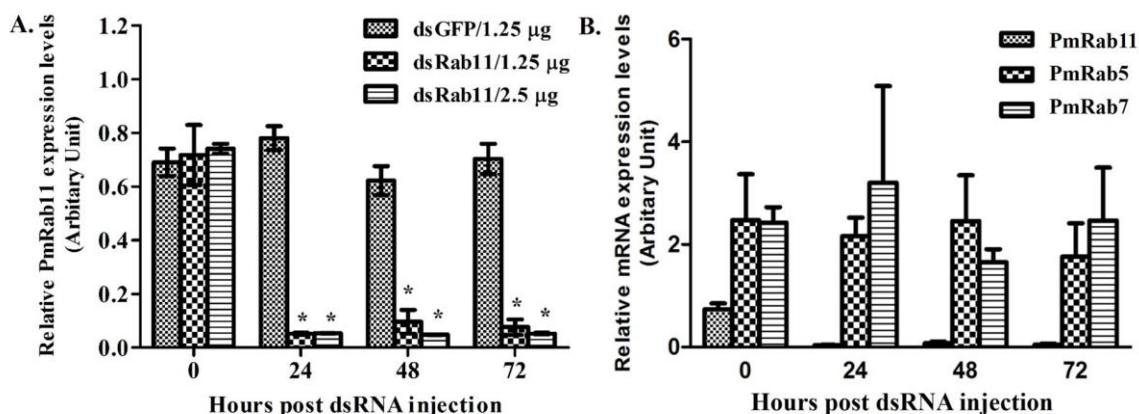 A.
Relative PmRab11 expression levels
(Arbitary Unit)
1.2
1.0
0.8
0.6
0.4
0.2
0.0
dsGFP/1.25 µg
dsRab11/1.25 µg
dsRab11/2.5 µg
* * * * * *
0 24 48 72
Hours post dsRNA injection
B.
Relative mRNA expression levels
(Arbitary Unit)
6
4
2
0
PmRab11
PmRab5
PmRab7
0 24 48 72
Hours post dsRNA injection